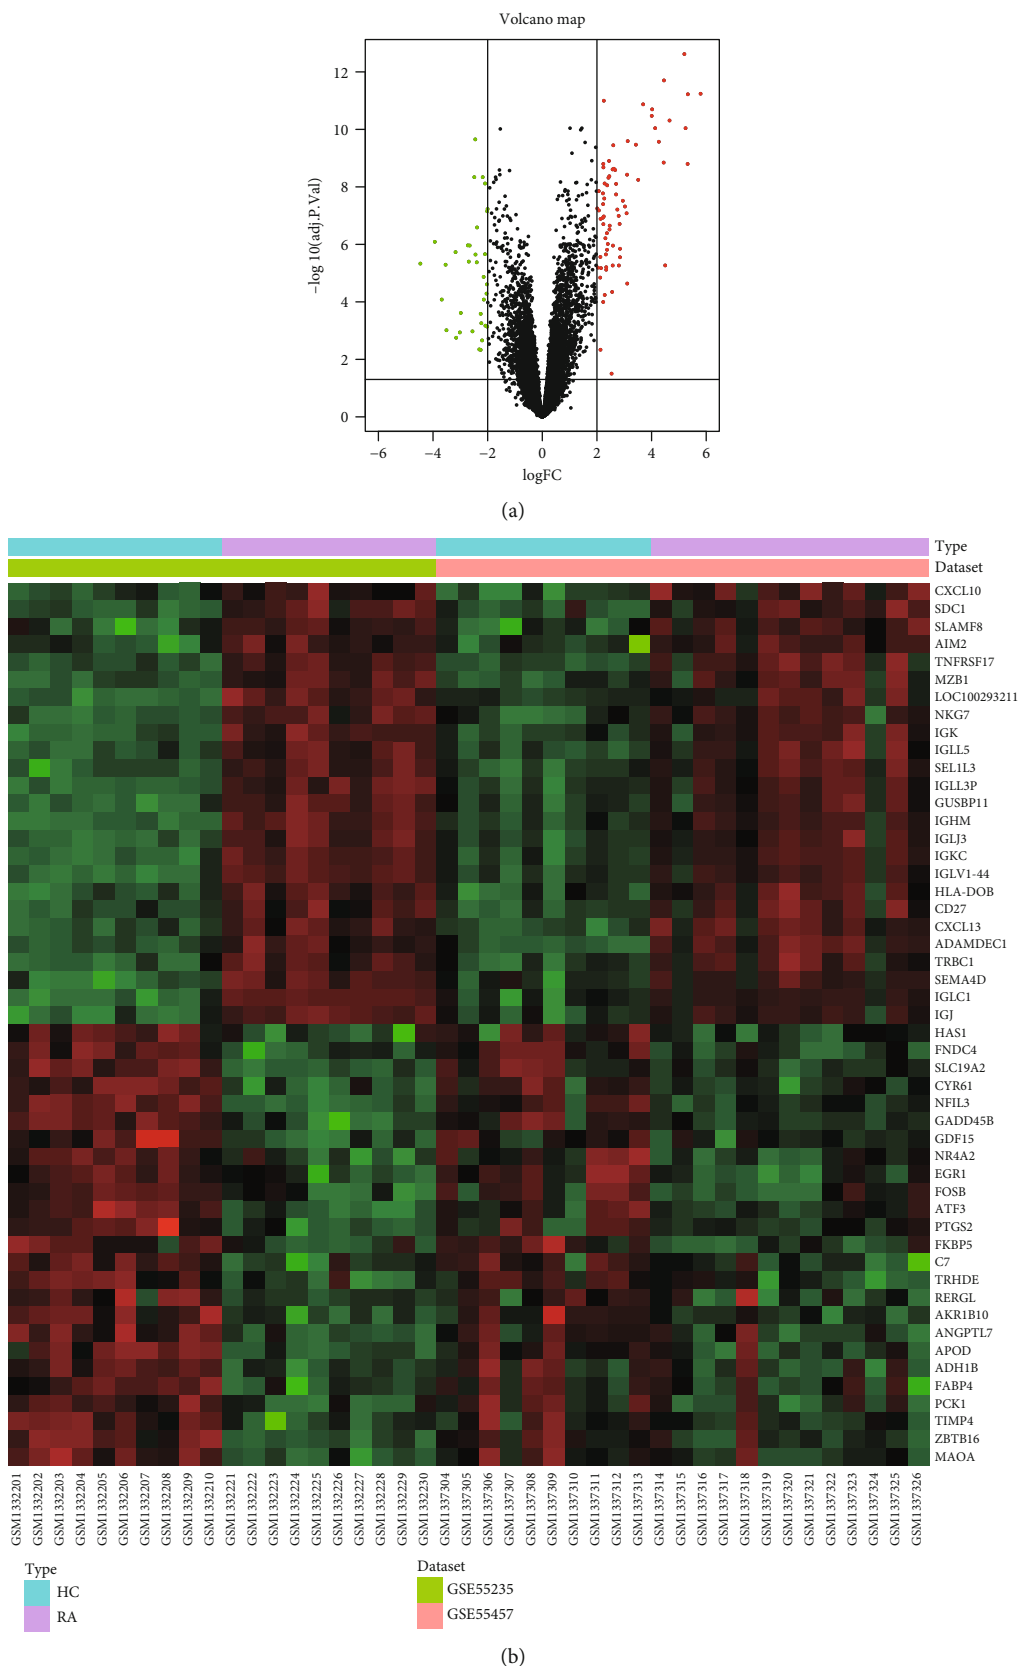 Volcano map
12
10
8
6
4
2
0
−log 10(adj.P.Val)
−6 −4 −2 0 2 4 6
logFC
(a)
Type
Dataset
CXCL10
SDC1
SLAMF8
AIM2
TNFRSF17
MZB1
LOC100293211
NKG7
IGK
IGLL5
SEL1L3
IGLL3P
GUSBP11
IGHM
IGLJ3
IGKC
IGLV1-44
HLA-DOB
CD27
CXCL13
ADAMDEC1
TRBC1
SEMA4D
IGLC1
IGJ
HAS1
FNDC4
SLC19A2
CYR61
NFIL3
GADD45B
GDF15
NR4A2
EGR1
FOSB
ATF3
PTGS2
FKBP5
C7
TRHDE
RERGL
AKR1B10
ANGPTL7
APOD
ADH1B
FABP4
PCK1
TIMP4
ZBTB16
MAOA
GSM1332201
GSM1332202
GSM1332203
GSM1332204
GSM1332205
GSM1332206
GSM1332207
GSM1332208
GSM1332209
GSM1332210
GSM1332221
GSM1332222
GSM1332223
GSM1332224
GSM1332225
GSM1332226
GSM1332227
GSM1332228
GSM1332229
GSM1332230
GSM1337304
GSM1337305
GSM1337306
GSM1337307
GSM1337308
GSM1337309
GSM1337310
GSM1337311
GSM1337312
GSM1337313
GSM1337314
GSM1337315
GSM1337316
GSM1337317
GSM1337318
GSM1337319
GSM1337320
GSM1337321
GSM1337322
GSM1337323
GSM1337324
GSM1337325
GSM1337326
Type
HC
RA
Dataset
GSE55235
GSE55457
(b)